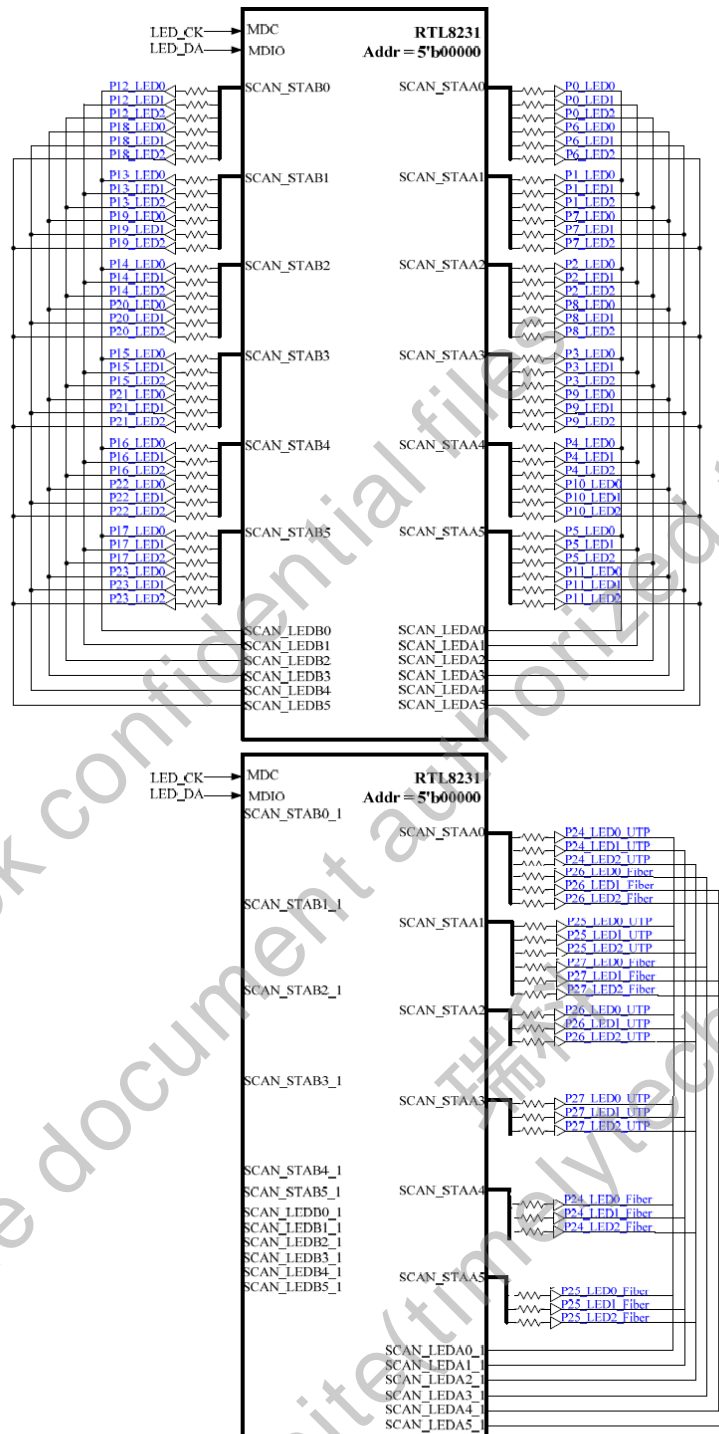 LED_CK
MDC
RTL8231
LED_DA
MDIO
Addr = 5'b00000
P12_LED0
P12_LED1
P12_LED2
P18_LED0
P18_LED1
P18_LED2
SCAN_STAB0
SCAN_STAA0
P0_LED0
P0_LED1
P0_LED2
P6_LED0
P6_LED1
P6_LED2
P13_LED0
P13_LED1
P13_LED2
P19_LED0
P19_LED1
P19_LED2
SCAN_STAB1
SCAN_STAA1
P1_LED0
P1_LED1
P1_LED2
P7_LED0
P7_LED1
P7_LED2
P14_LED0
P14_LED1
P14_LED2
P20_LED0
P20_LED1
P20_LED2
SCAN_STAB2
SCAN_STAA2
P2_LED0
P2_LED1
P2_LED2
P8_LED0
P8_LED1
P8_LED2
P15_LED0
P15_LED1
P15_LED2
P21_LED0
P21_LED1
P21_LED2
SCAN_STAB3
SCAN_STAA3
P3_LED0
P3_LED1
P3_LED2
P9_LED0
P9_LED1
P9_LED2
P16_LED0
P16_LED1
P16_LED2
P22_LED0
P22_LED1
P22_LED2
SCAN_STAB4
SCAN_STAA4
P4_LED0
P4_LED1
P4_LED2
P10_LED0
P10_LED1
P10_LED2
P17_LED0
P17_LED1
P17_LED2
P23_LED0
P23_LED1
P23_LED2
SCAN_STAB5
SCAN_STAA5
P5_LED0
P5_LED1
P5_LED2
P11_LED0
P11_LED1
P11_LED2
SCAN_LEDB0
SCAN_LEDB1
SCAN_LEDB2
SCAN_LEDB3
SCAN_LEDB4
SCAN_LEDB5
SCAN_LEDA0
SCAN_LEDA1
SCAN_LEDA2
SCAN_LEDA3
SCAN_LEDA4
SCAN_LEDA5
LED_CK
MDC
RTL8231
LED_DA
MDIO
Addr = 5'b00000
SCAN_STAB0_1
SCAN_STAB1_1
SCAN_STAB2_1
SCAN_STAB3_1
SCAN_STAB4_1
SCAN_STAB5_1
SCAN_LEDB0_1
SCAN_LEDB1_1
SCAN_LEDB2_1
SCAN_LEDB3_1
SCAN_LEDB4_1
SCAN_LEDB5_1
SCAN_STAA0
P24_LED0_UTP
P24_LED1_UTP
P24_LED2_UTP
P26_LED0_Fiber
P26_LED1_Fiber
P26_LED2_Fiber
SCAN_STAA1
P25_LED0_UTP
P25_LED1_UTP
P25_LED2_UTP
P27_LED0_Fiber
P27_LED1_Fiber
P27_LED2_Fiber
SCAN_STAA2
P26_LED0_UTP
P26_LED1_UTP
P26_LED2_UTP
SCAN_STAA3
P27_LED0_UTP
P27_LED1_UTP
P27_LED2_UTP
SCAN_STAA4
P24_LED0_Fiber
P24_LED1_Fiber
P24_LED2_Fiber
SCAN_STAA5
P25_LED0_Fiber
P25_LED1_Fiber
P25_LED2_Fiber
SCAN_LEDA0_1
SCAN_LEDA1_1
SCAN_LEDA2_1
SCAN_LEDA3_1
SCAN_LEDA4_1
SCAN_LEDA5_1
k confidential files
e document authorized
瑞科
ite(timelytech